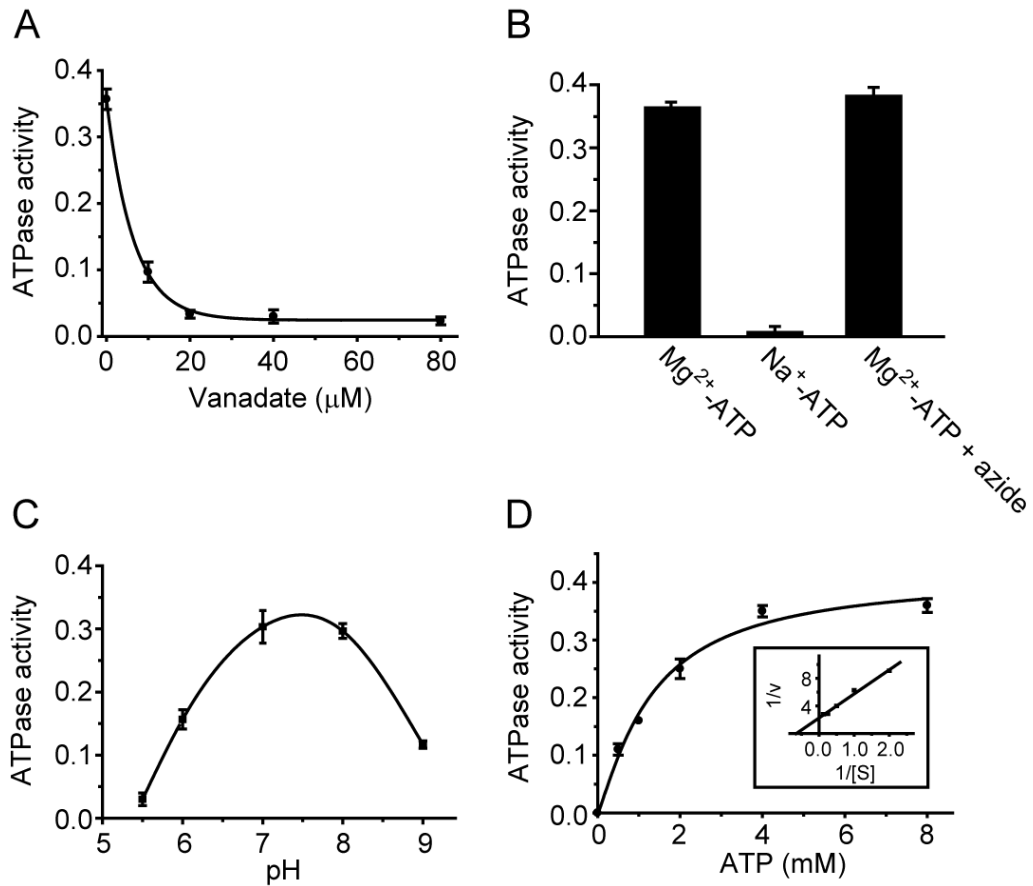 A
ATPase activity
0.4
0.3
0.2
0.1
0.0
0 20 40 60 80
Vanadate (μM)
B
ATPase activity
0.4
0.3
0.2
0.1
0.0
Mg²⁺-ATP
Na⁺-ATP
Mg²⁺-ATP + azide
C
ATPase activity
0.4
0.3
0.2
0.1
0.0
5 6 7 8 9
pH
D
ATPase activity
0.4
0.3
0.2
0.1
0.0
0 2 4 6 8
ATP (mM)
1/v
8
4
0.0 1.0 2.0
1/[S]